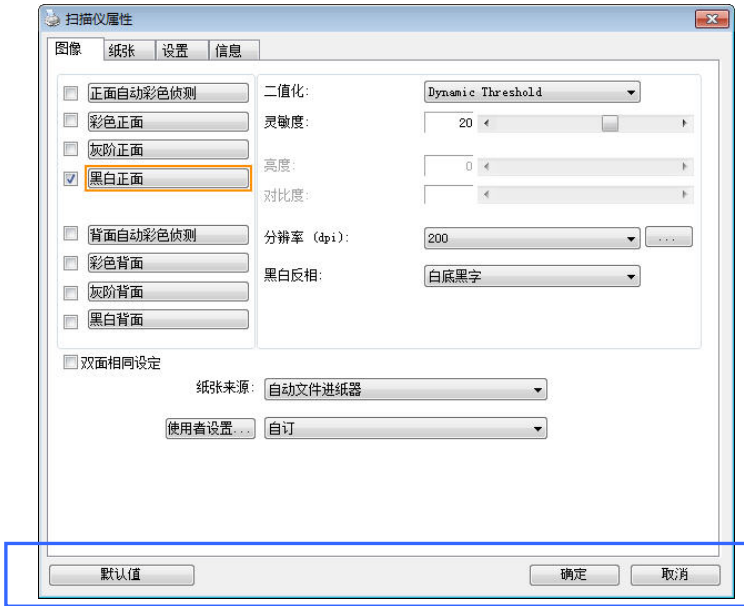 扫描仪属性
图像 纸张 设置 信息
正面自动彩色侦测
彩色正面
灰阶正面
黑白正面
背面自动彩色侦测
彩色背面
灰阶背面
黑白背面
二值化: Dynamic Threshold
灵敏度: 20
亮度: 0
对比度:
分辨率 (dpi): 200 ...
黑白反相: 白底黑字
双面相同设定
纸张来源: 自动文件进纸器
使用者设置... 自订
默认值 确定 取消